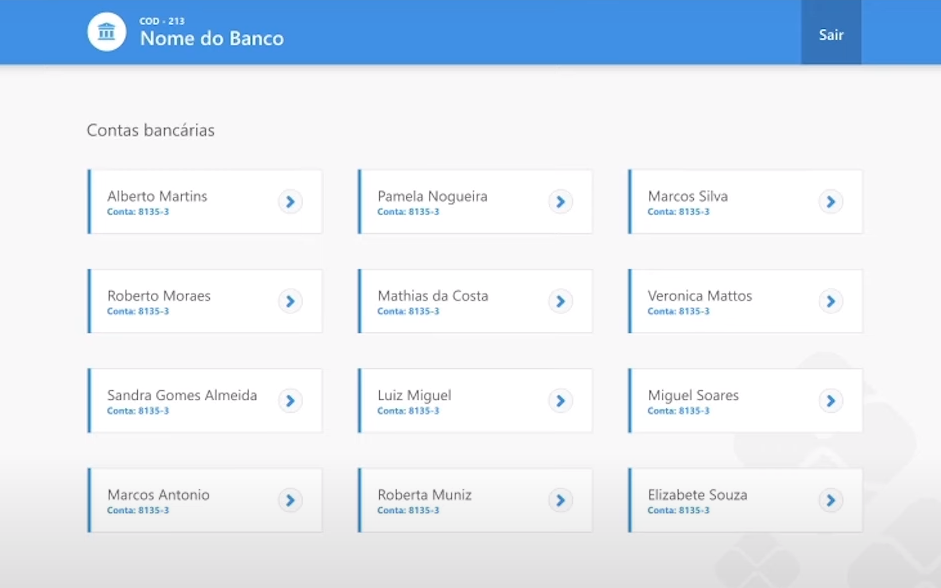 COD - 213
Nome do Banco
Sair
Contas bancárias
Alberto Martins
Conta: 8135-3
Pamela Nogueira
Conta: 8135-3
Marcos Silva
Conta: 8135-3
Roberto Moraes
Conta: 8135-3
Mathias da Costa
Conta: 8135-3
Veronica Mattos
Conta: 8135-3
Sandra Gomes Almeida
Conta: 8135-3
Luiz Miguel
Conta: 8135-3
Miguel Soares
Conta: 8135-3
Marcos Antonio
Conta: 8135-3
Roberta Muniz
Conta: 8135-3
Elizabete Souza
Conta: 8135-3